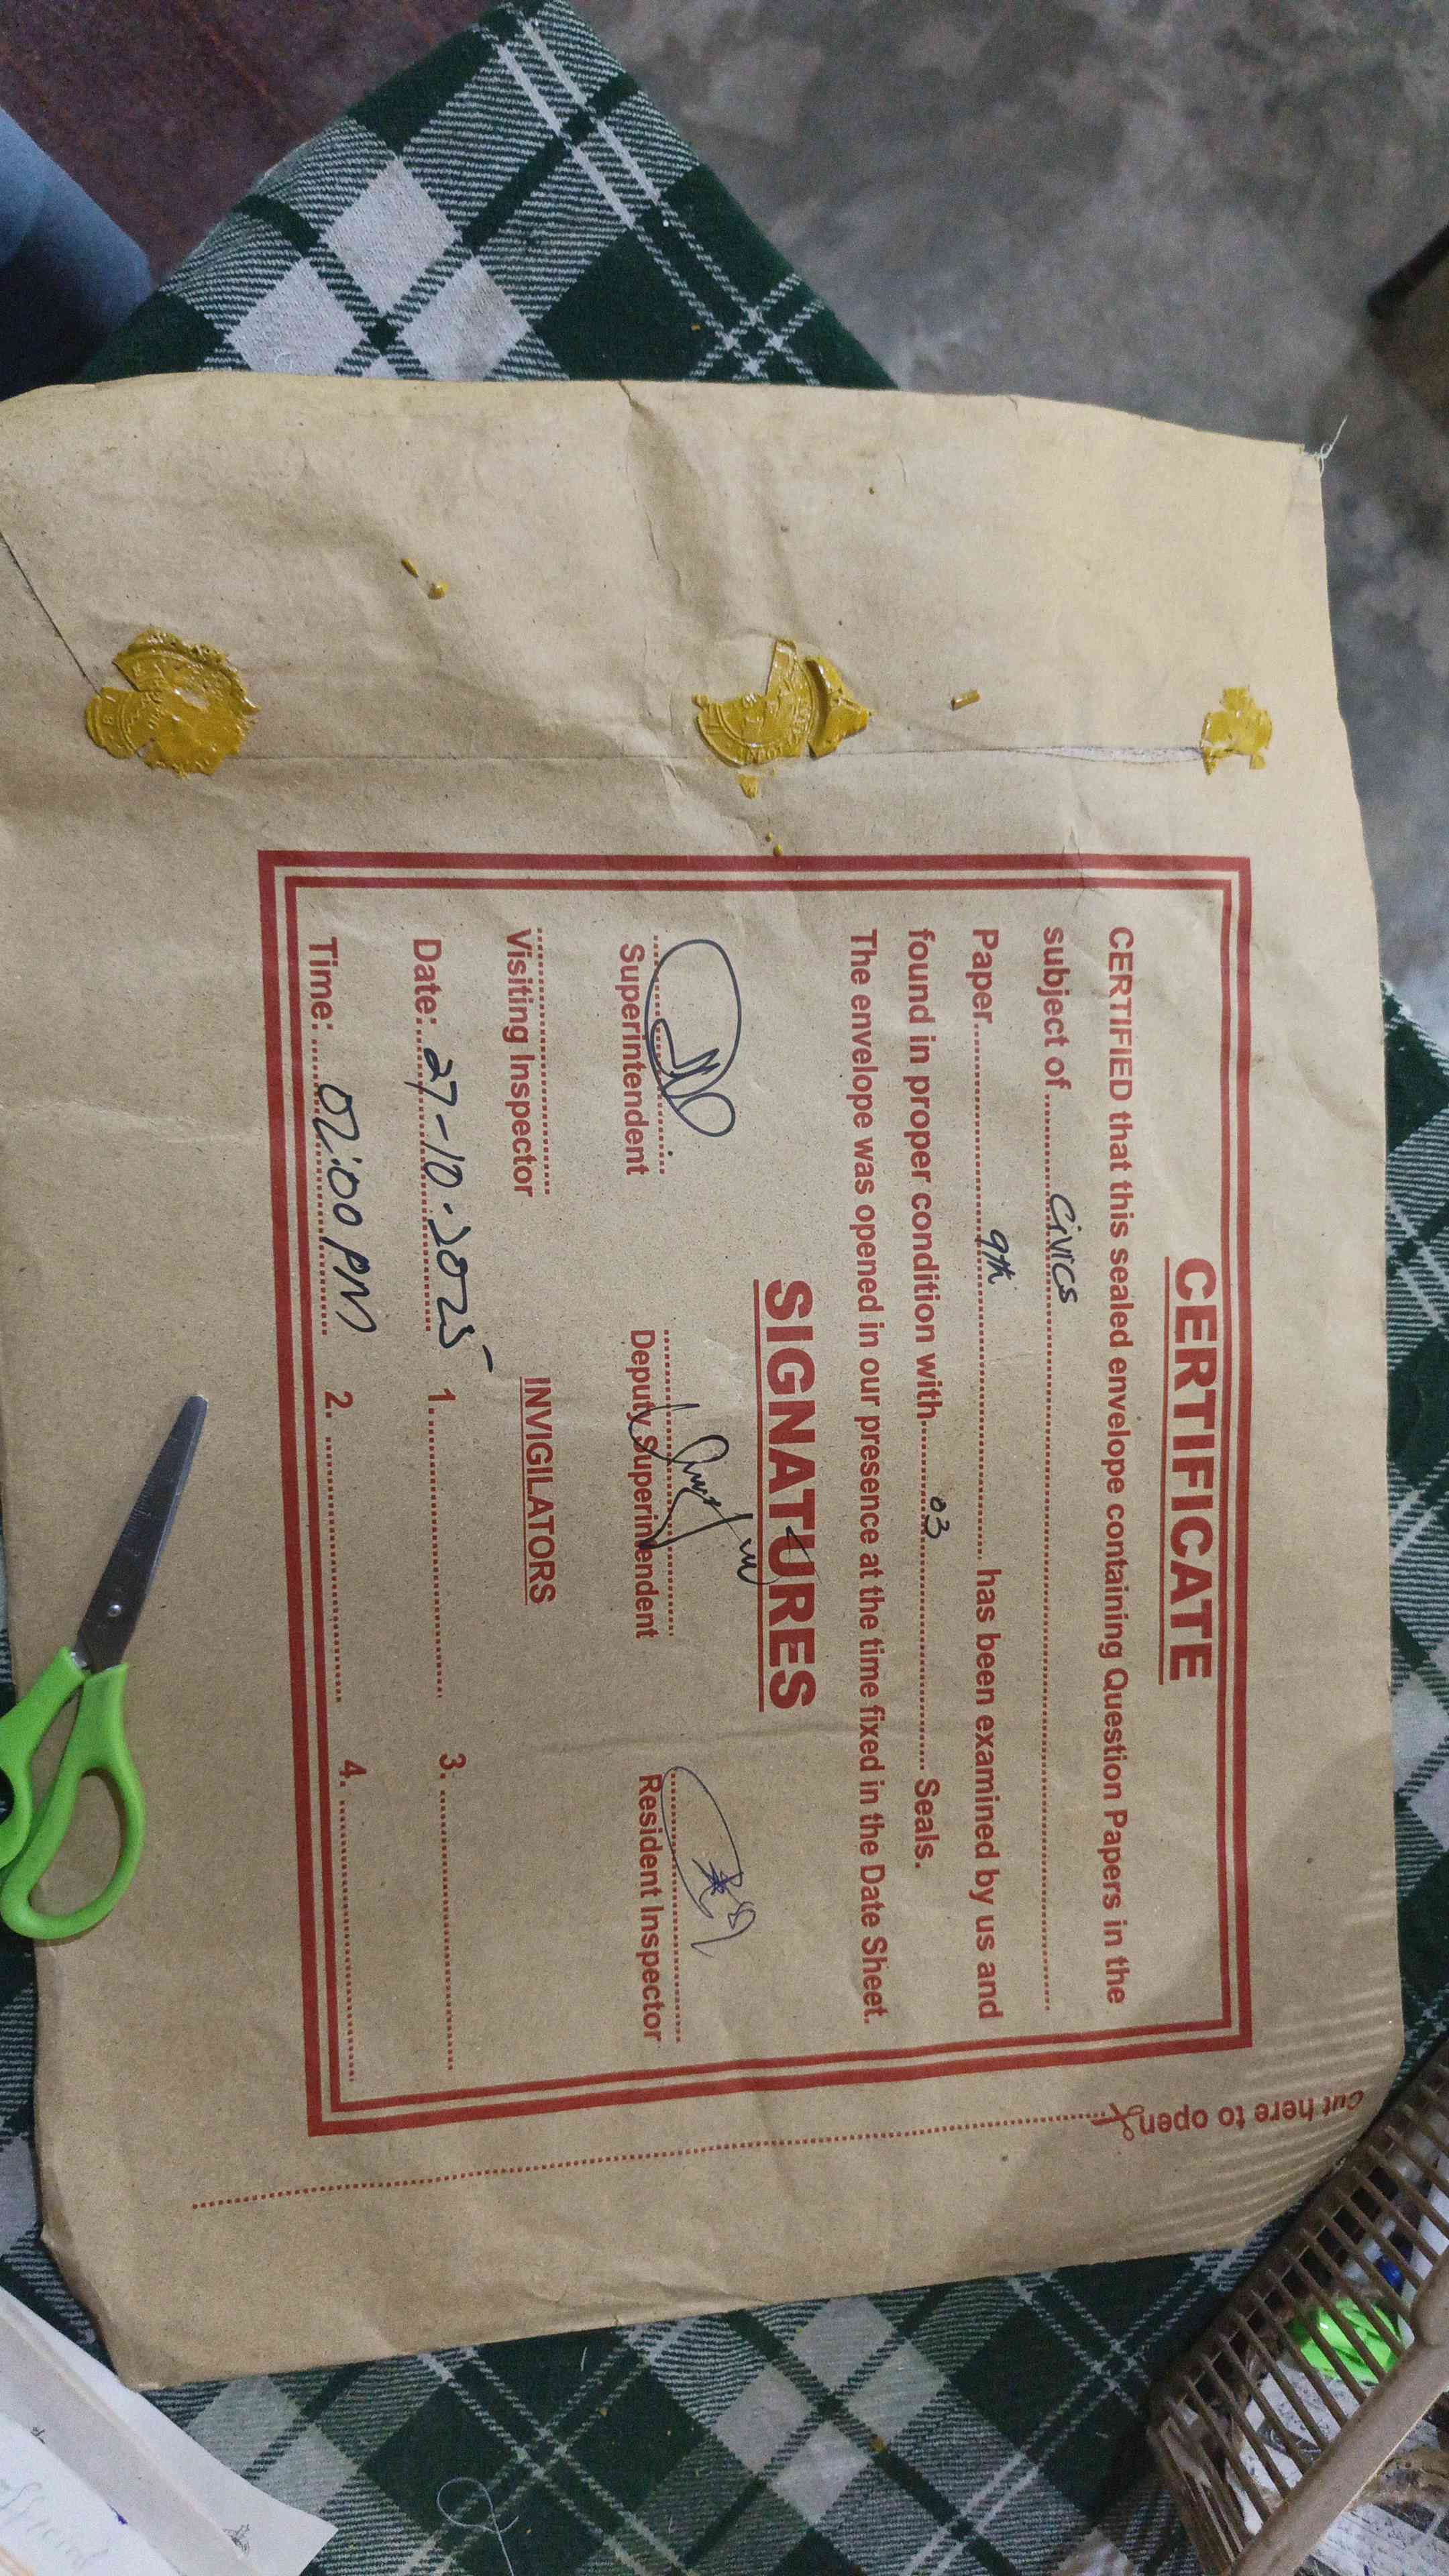 CERTIFICATE
CERTIFIED that this sealed envelope containing Question Papers in the
subject of civics
Paper 9th has been examined by us and
found in proper condition with 03 Seals.
The envelope was opened in our presence at the time fixed in the Date Sheet.
SIGNATURES
Superintendent Deputy Superintendent Resident Inspector
Visiting Inspector INVIGILATORS
Date: 27-10-2025 1. 3.
Time: 02:00 PM 2. 4.
Cut here to open